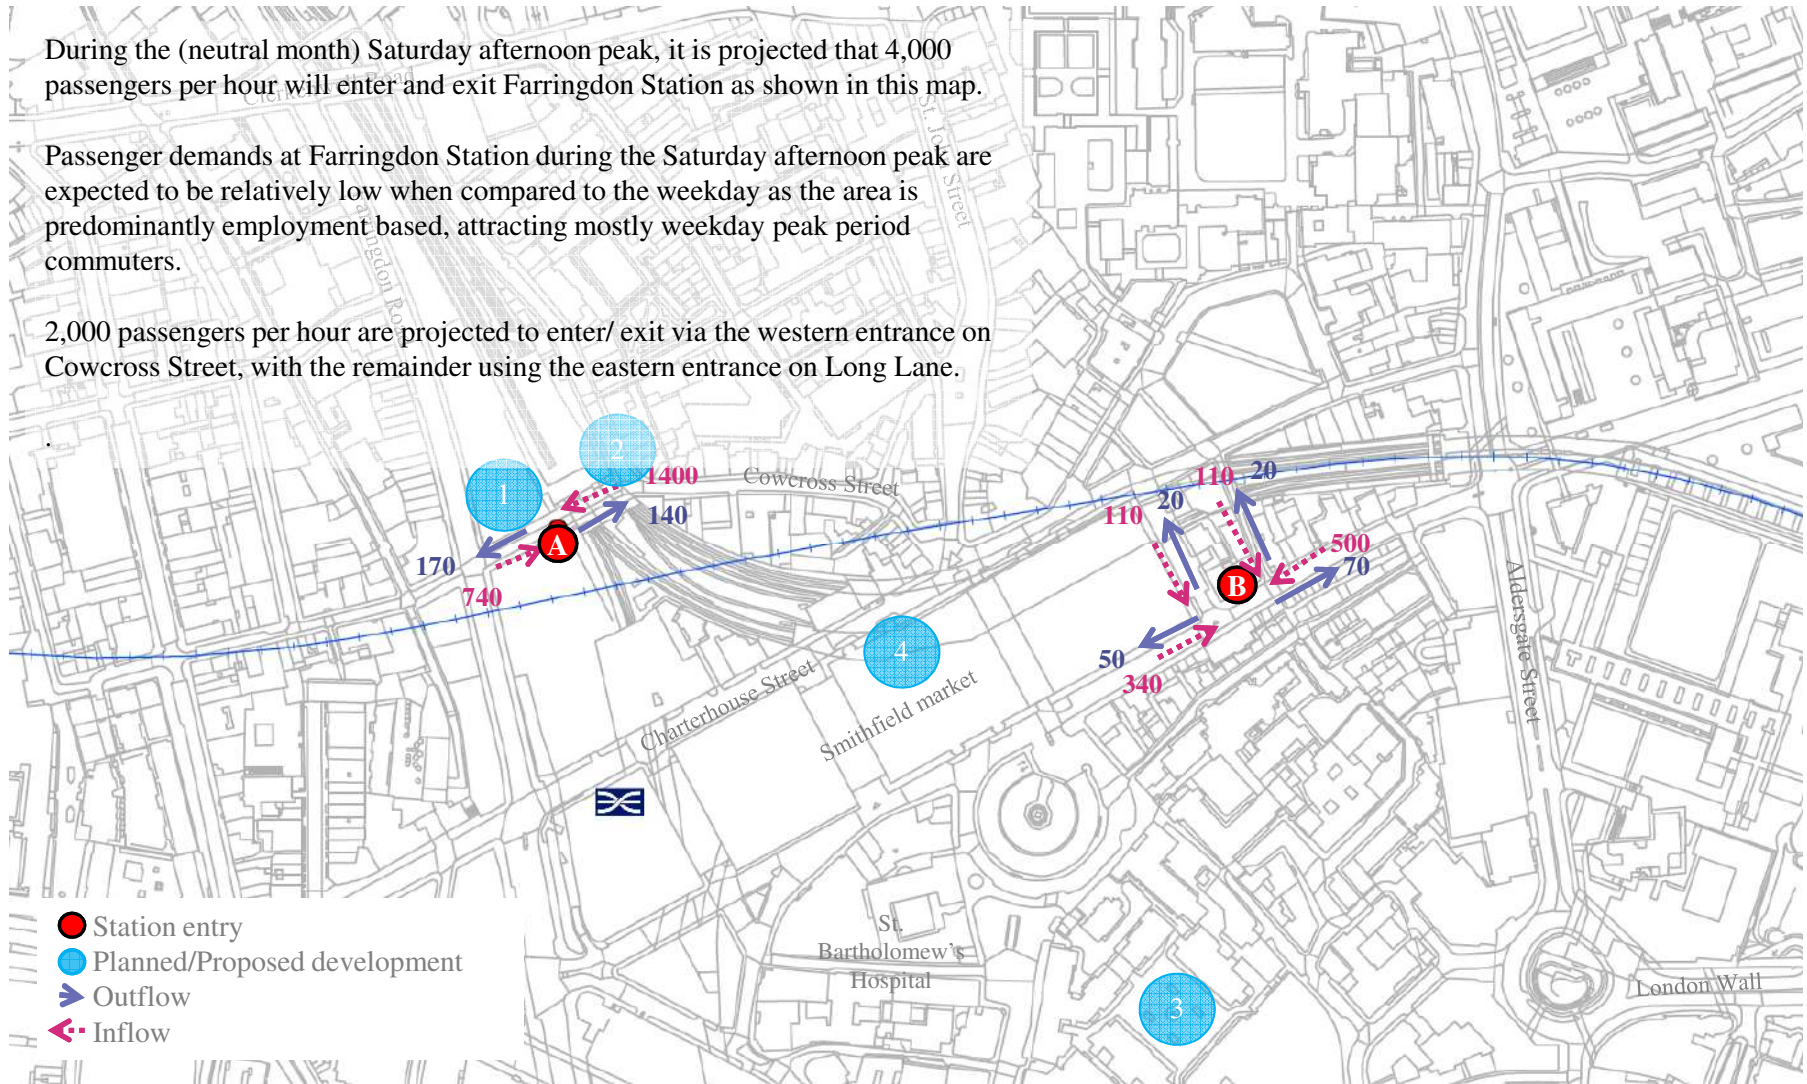 During the (neutral month) Saturday afternoon peak, it is projected that 4,000
passengers per hour will enter and exit Farringdon Station as shown in this map.
Passenger demands at Farringdon Station during the Saturday afternoon peak are
expected to be relatively low when compared to the weekday as the area is
predominantly employment based, attracting mostly weekday peak period
commuters.
2,000 passengers per hour are projected to enter/ exit via the western entrance on
Cowcross Street, with the remainder using the eastern entrance on Long Lane.
.
St. John Street
2
1
1400
Cowcross Street
140
A
170
740
110
20
20
110
500
70
B
50
340
4
Charterhouse Street
Smithfield market
Aldersgate Street
St.
Bartholomew's
Hospital
3
London Wall
Station entry
Planned/Proposed development
Outflow
Inflow